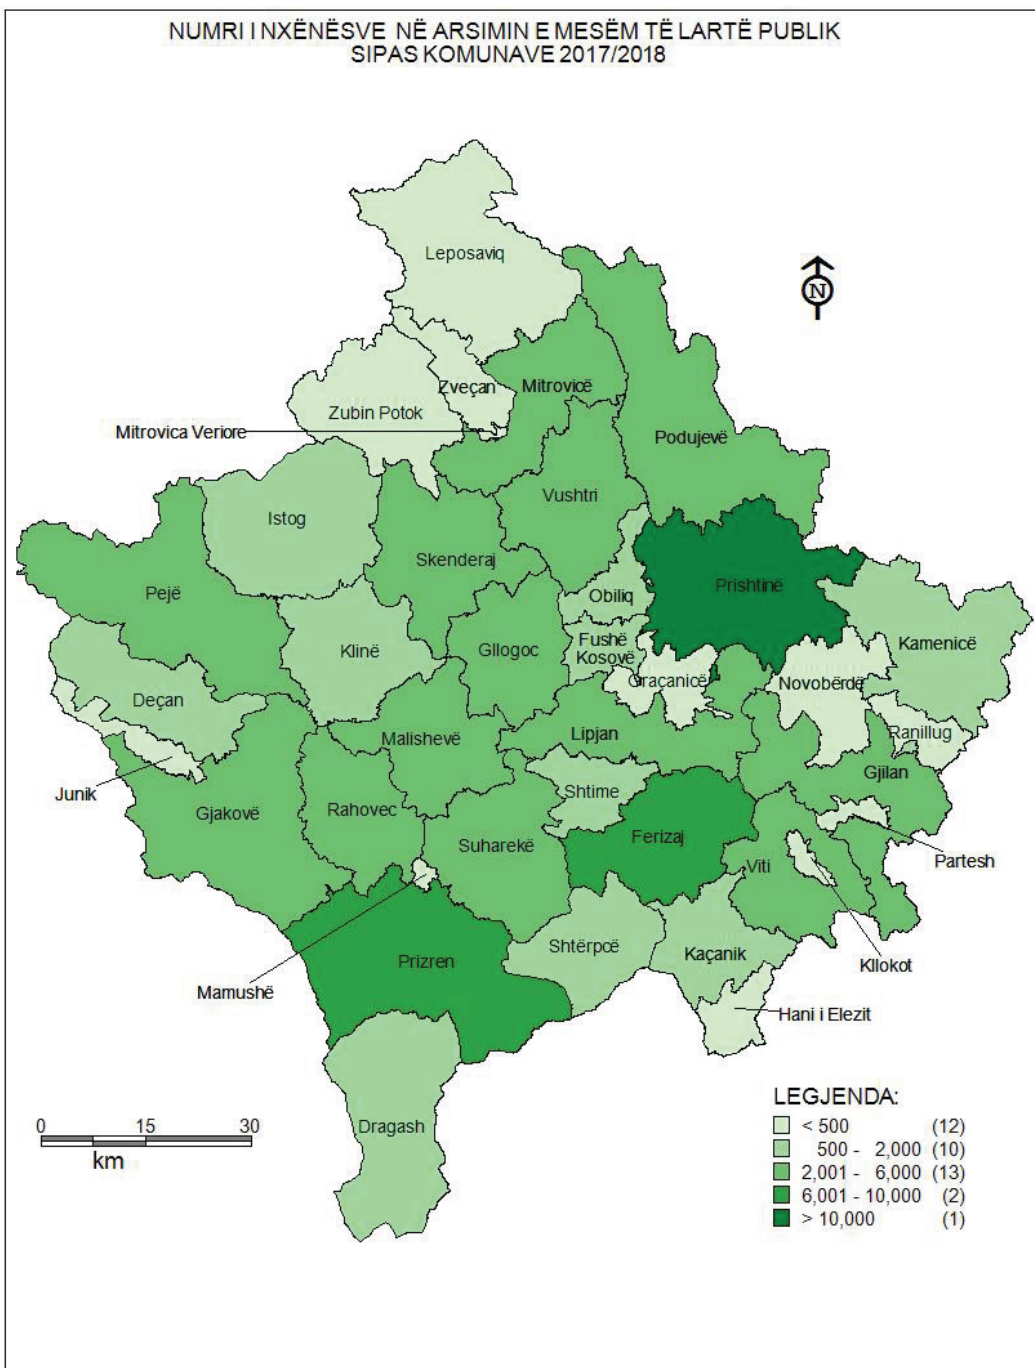 NUMRI I NXËNËSVE NË ARSIMIN E MESËM TË LARTË PUBLIK
SIPAS KOMUNAVE 2017/2018
Leposaviq
N
Zveçan
Mitrovicë
Zubin Potok
Mitrovica Veriore
Podujevë
Vushtri
Istog
Skenderaj
Prishtinë
Pejë
Obiliq
Fushë
Kosovë
Kamenicë
Klinë
Gllogoc
Graçanicë
Novobërdë
Deçan
Ranillug
Malishevë
Lipjan
Gjilan
Junik
Shtime
Gjakovë
Rahovec
Ferizaj
Suharekë
Viti
Partesh
Shtërpcë
Kaçanik
Prizren
Kllokot
Mamushë
Hani i Elezit
Dragash
0 15 30
km
LEGJENDA:
< 500 (12)
500 - 2,000 (10)
2,001 - 6,000 (13)
6,001 - 10,000 (2)
> 10,000 (1)